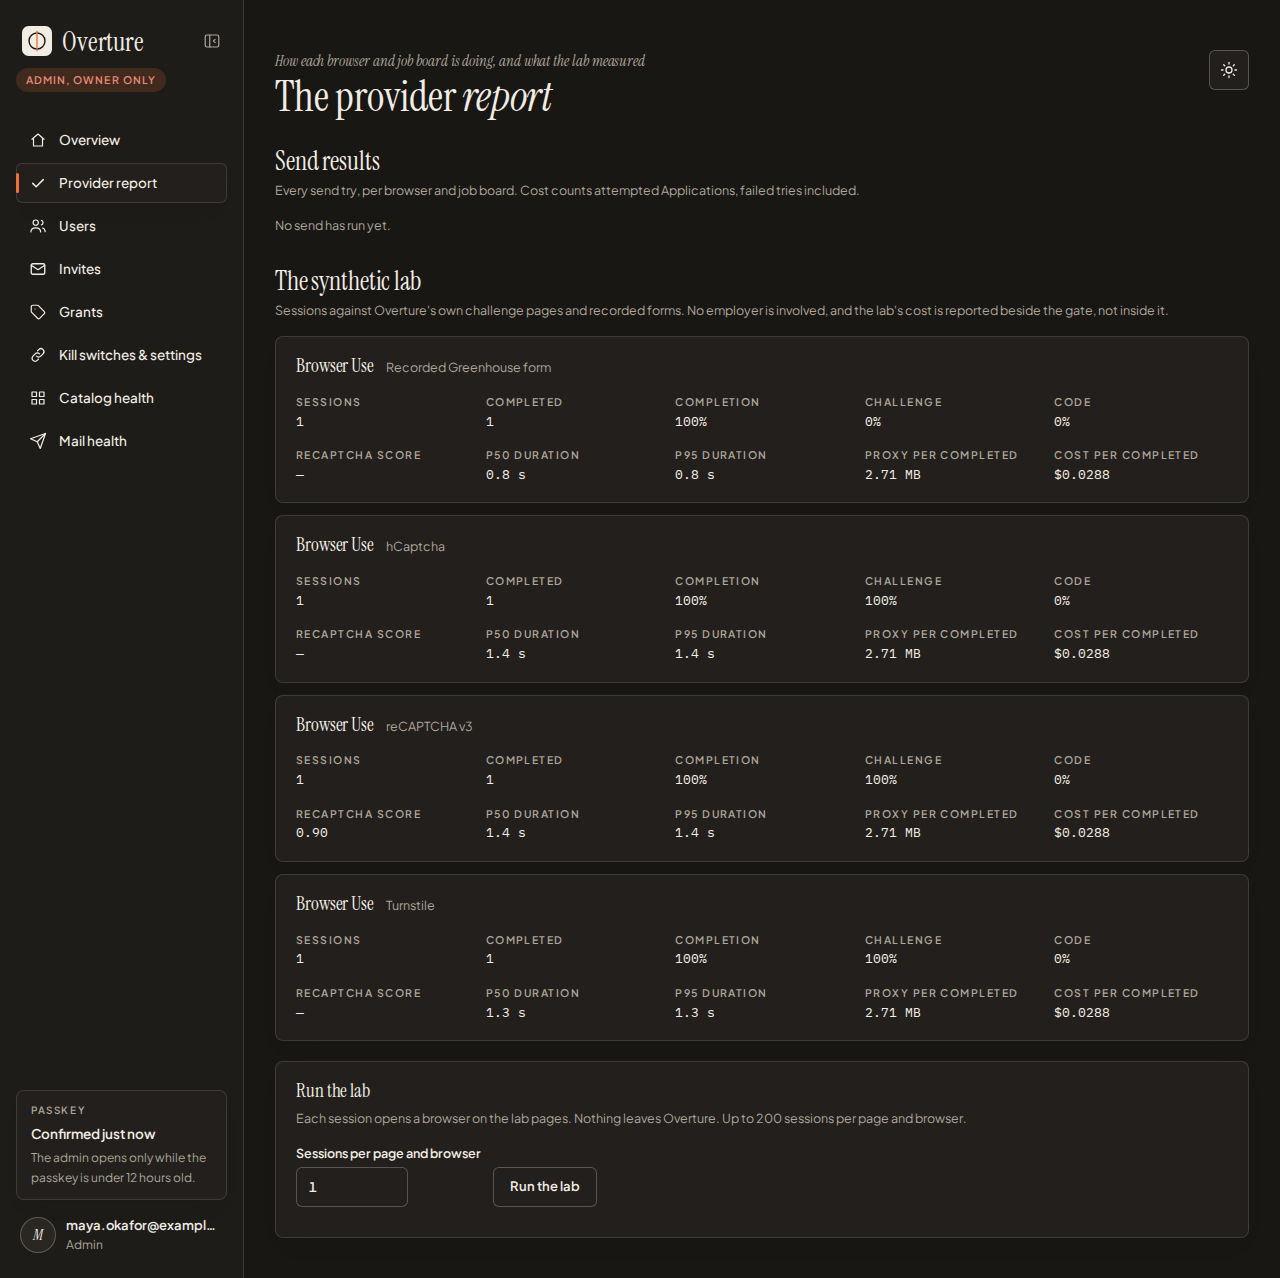 Overture
ADMIN, OWNER ONLY
Overview
Provider report
Users
Invites
Grants
Kill switches & settings
Catalog health
Mail health
PASSKEY
Confirmed just now
The admin opens only while the
passkey is under 12 hours old.
M
maya.okafor@exampl…
Admin
How each browser and job board is doing, and what the lab measured
The provider report
Send results
Every send try, per browser and job board. Cost counts attempted Applications, failed tries included.
No send has run yet.
The synthetic lab
Sessions against Overture's own challenge pages and recorded forms. No employer is involved, and the lab's cost is reported beside the gate, not inside it.
Browser Use Recorded Greenhouse form
SESSIONS COMPLETED COMPLETION CHALLENGE CODE
1 1 100% 0% 0%
RECAPTCHA SCORE P50 DURATION P95 DURATION PROXY PER COMPLETED COST PER COMPLETED
— 0.8 s 0.8 s 2.71 MB $0.0288
Browser Use hCaptcha
SESSIONS COMPLETED COMPLETION CHALLENGE CODE
1 1 100% 100% 0%
RECAPTCHA SCORE P50 DURATION P95 DURATION PROXY PER COMPLETED COST PER COMPLETED
— 1.4 s 1.4 s 2.71 MB $0.0288
Browser Use reCAPTCHA v3
SESSIONS COMPLETED COMPLETION CHALLENGE CODE
1 1 100% 100% 0%
RECAPTCHA SCORE P50 DURATION P95 DURATION PROXY PER COMPLETED COST PER COMPLETED
0.90 1.4 s 1.4 s 2.71 MB $0.0288
Browser Use Turnstile
SESSIONS COMPLETED COMPLETION CHALLENGE CODE
1 1 100% 100% 0%
RECAPTCHA SCORE P50 DURATION P95 DURATION PROXY PER COMPLETED COST PER COMPLETED
— 1.3 s 1.3 s 2.71 MB $0.0288
Run the lab
Each session opens a browser on the lab pages. Nothing leaves Overture. Up to 200 sessions per page and browser.
Sessions per page and browser
1 Run the lab